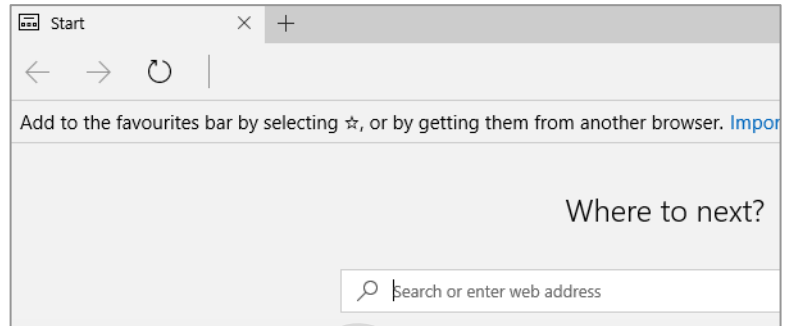 Start
Add to the favourites bar by selecting ☆, or by getting them from another browser. Impor
Where to next?
Search or enter web address